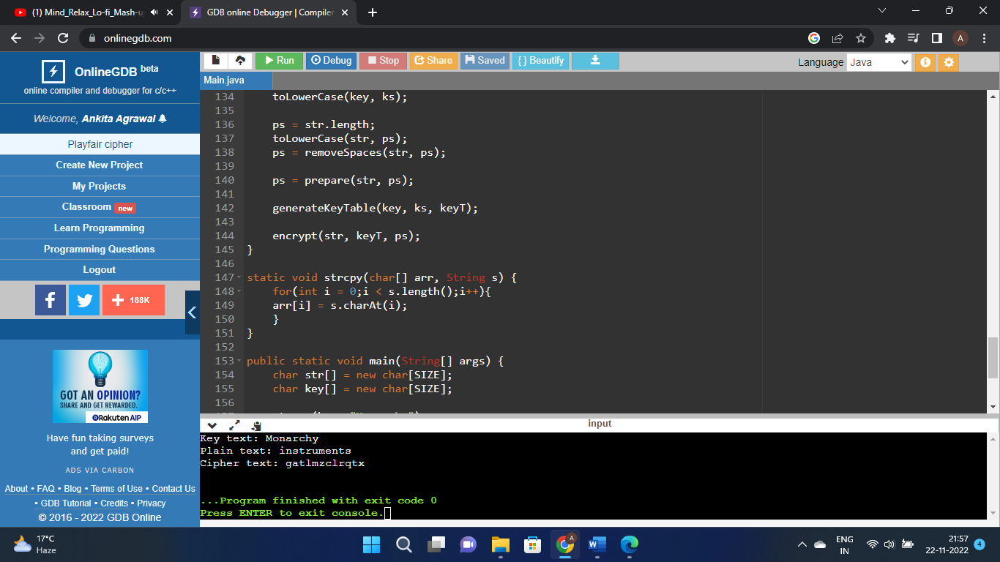 (1) Mind_Relax_Lo-fi_Mash-u
GDB online Debugger | Compiler
onlinegdb.com
A
OnlineGDB beta
online compiler and debugger for c/c++
Welcome, Ankita Agrawal
Playfair cipher
Create New Project
My Projects
Classroom new
Learn Programming
Programming Questions
Logout
188K
GOT AN OPINION?
SHARE AND GET REWARDED.
Rakuten AIP
Have fun taking surveys
and get paid!
ADS VIA CARBON
About • FAQ • Blog • Terms of Use • Contact Us
• GDB Tutorial • Credits • Privacy
© 2016 - 2022 GDB Online
Run Debug Stop Share Saved { } Beautify
Language Java
Main.java
134 toLowerCase(key, ks);
135
136 ps = str.length;
137 toLowerCase(str, ps);
138 ps = removeSpaces(str, ps);
139
140 ps = prepare(str, ps);
141
142 generateKeyTable(key, ks, keyT);
143
144 encrypt(str, keyT, ps);
145 }
146
147 static void strcpy(char[] arr, String s) {
148 for(int i = 0;i < s.length();i++){
149 arr[i] = s.charAt(i);
150 }
151 }
152
153 public static void main(String[] args) {
154 char str[] = new char[SIZE];
155 char key[] = new char[SIZE];
156
input
Key text: Monarchy
Plain text: instruments
Cipher text: gatlmzclrqtx
...Program finished with exit code 0
Press ENTER to exit console.
17°C
Haze
ENG
IN
21:57
22-11-2022
4